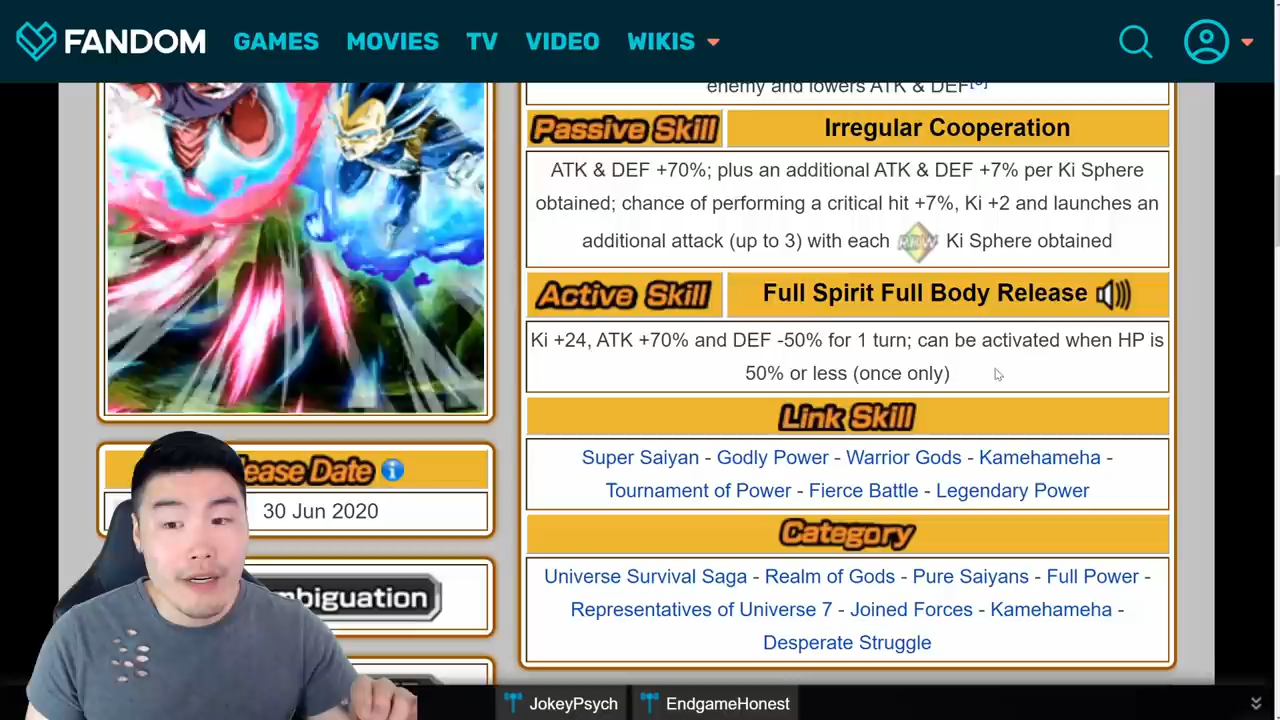 FANDOM GAMES MOVIES TV VIDEO WIKIS
enemy and lowers ATK & DEF
Passive Skill Irregular Cooperation
ATK & DEF +70%; plus an additional ATK & DEF +7% per Ki Sphere
obtained; chance of performing a critical hit +7%, Ki +2 and launches an
additional attack (up to 3) with each RBW Ki Sphere obtained
Active Skill Full Spirit Full Body Release
Ki +24, ATK +70% and DEF -50% for 1 turn; can be activated when HP is
50% or less (once only)
Link Skill
Super Saiyan - Godly Power - Warrior Gods - Kamehameha -
Tournament of Power - Fierce Battle - Legendary Power
Category
Universe Survival Saga - Realm of Gods - Pure Saiyans - Full Power -
Representatives of Universe 7 - Joined Forces - Kamehameha -
Desperate Struggle
ease Date i
30 Jun 2020
mbiguation
JokeyPsych EndgameHonest